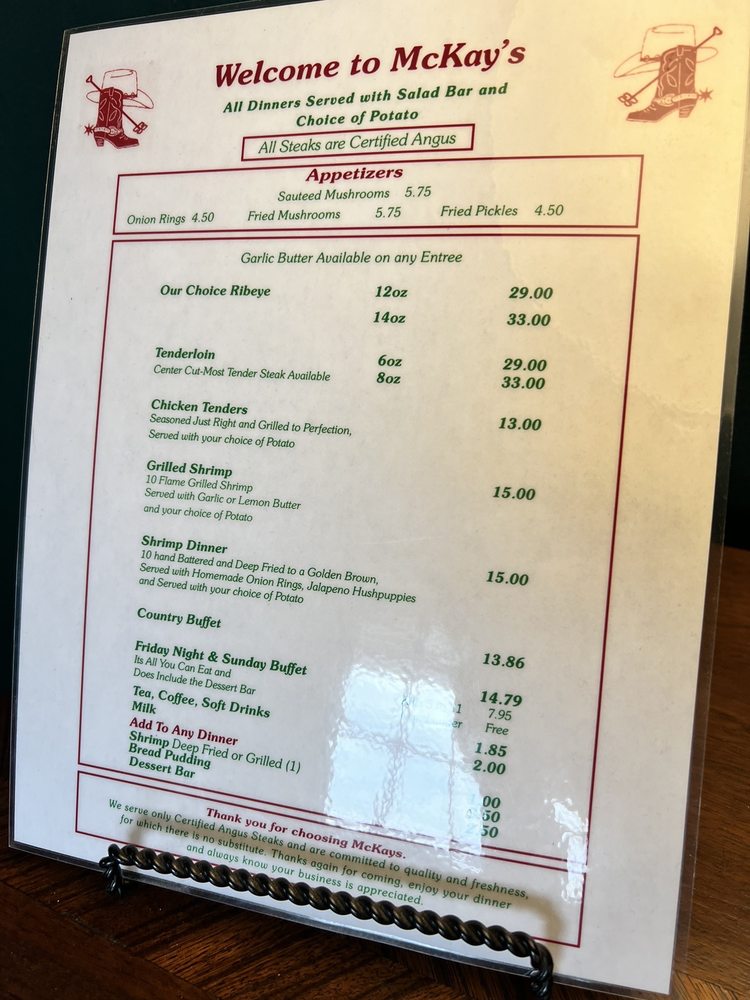 Welcome to McKay's
All Dinners Served with Salad Bar and
Choice of Potato
All Steaks are Certified Angus
Appetizers
Sauteed Mushrooms 5.75
Onion Rings 4.50 Fried Mushrooms 5.75 Fried Pickles 4.50
Garlic Butter Available on any Entree
Our Choice Ribeye 12oz 29.00
14oz 33.00
Tenderloin 6oz 29.00
Center Cut-Most Tender Steak Available 8oz 33.00
Chicken Tenders 13.00
Seasoned Just Right and Grilled to Perfection,
Served with your choice of Potato
Grilled Shrimp
10 Flame Grilled Shrimp 15.00
Served with Garlic or Lemon Butter
and your choice of Potato
Shrimp Dinner
10 hand Battered and Deep Fried to a Golden Brown, 15.00
Served with Homemade Onion Rings, Jalapeno Hushpuppies
and Served with your choice of Potato
Country Buffet 13.86
Friday Night & Sunday Buffet 14.79
Its All You Can Eat and 7.95
Does Include the Dessert Bar Free
Tea, Coffee, Soft Drinks 1.85
Milk 2.00
Add To Any Dinner
Shrimp Deep Fried or Grilled (1)
Bread Pudding
Dessert Bar
Thank you for choosing McKays.
We serve only Certified Angus Steaks and are committed to quality and freshness,
for which there is no substitute. Thanks again for coming, enjoy your dinner
and always know your business is appreciated.